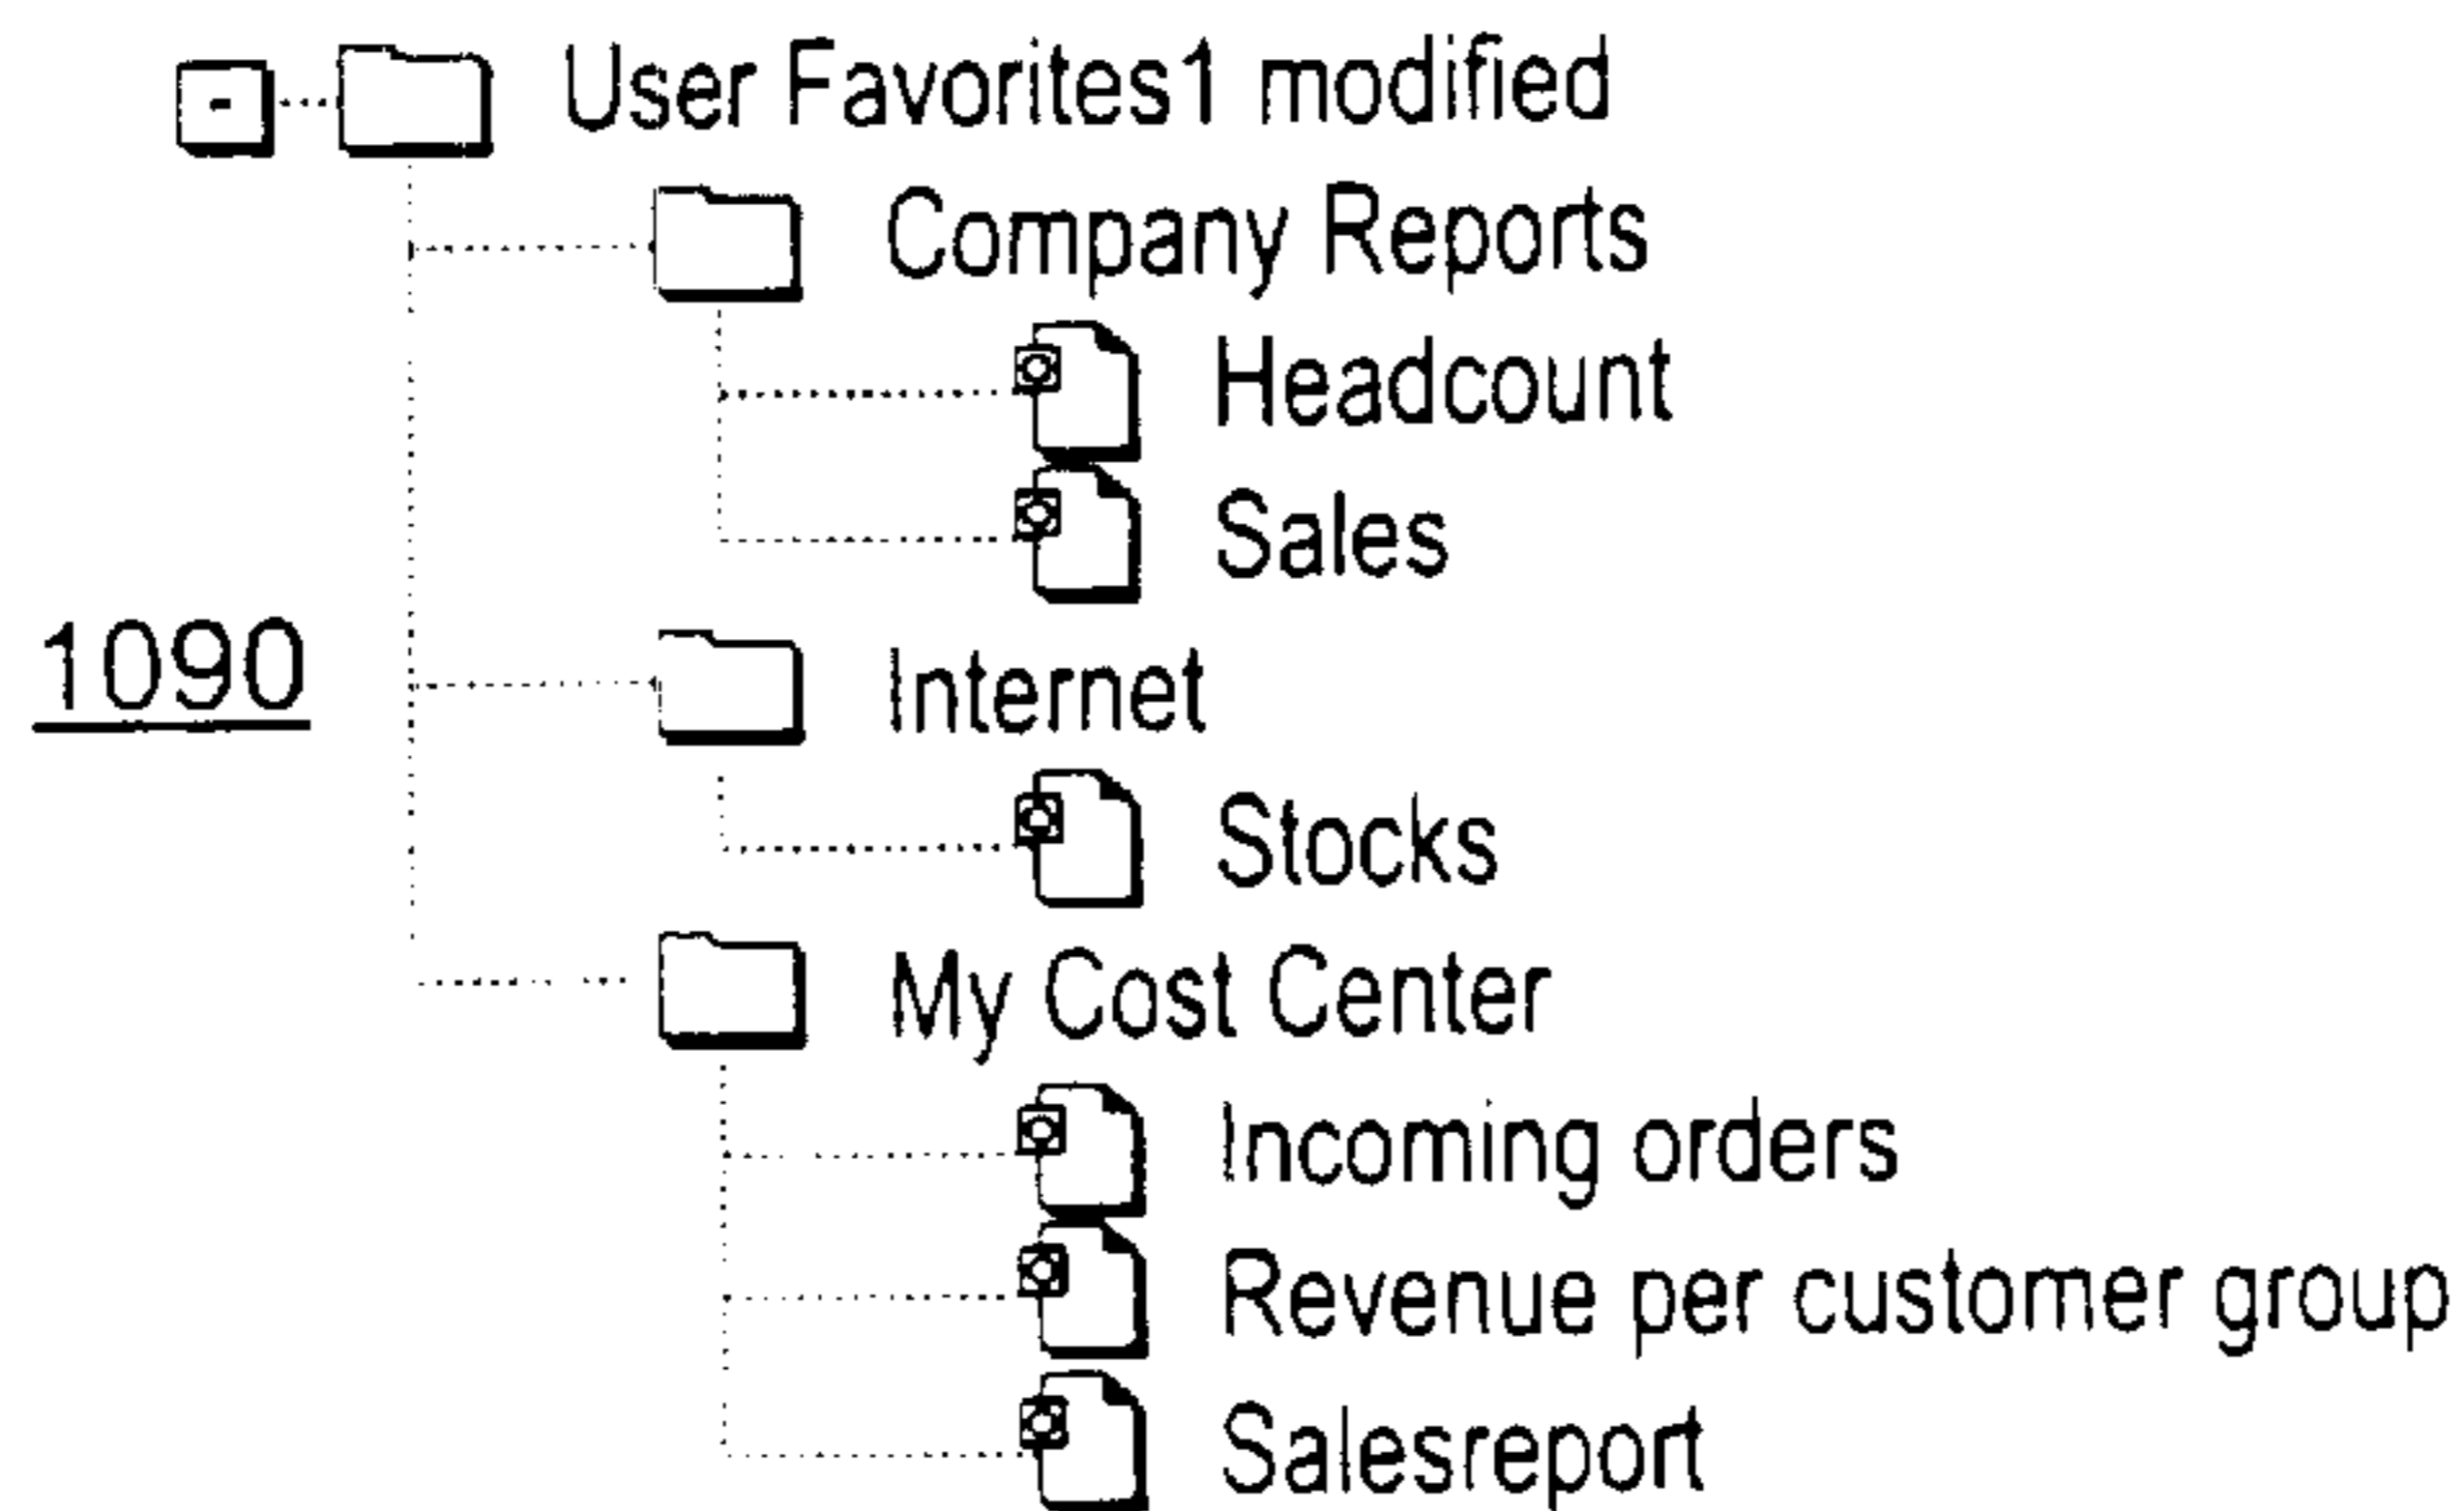 User Favorites1 modified
Company Reports
Headcount
Sales
1090
Internet
Stocks
My Cost Center
Incoming orders
Revenue per customer group
Salesreport